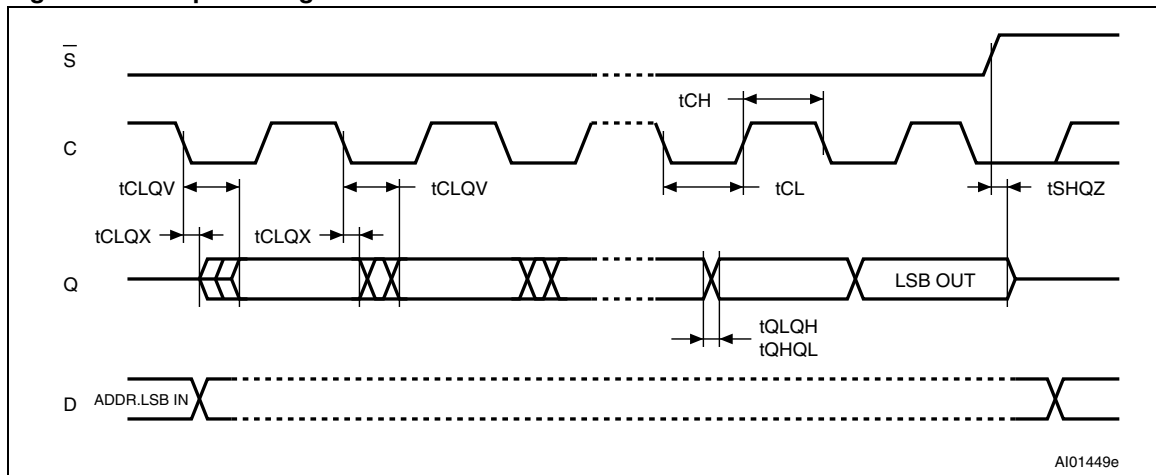 S
tCH
C
tCLQV
tCLQV
tCL
tSHQZ
tCLQX
tCLQX
Q
LSB OUT
tQLQH
tQHQL
D
ADDR.LSB IN
AI01449e